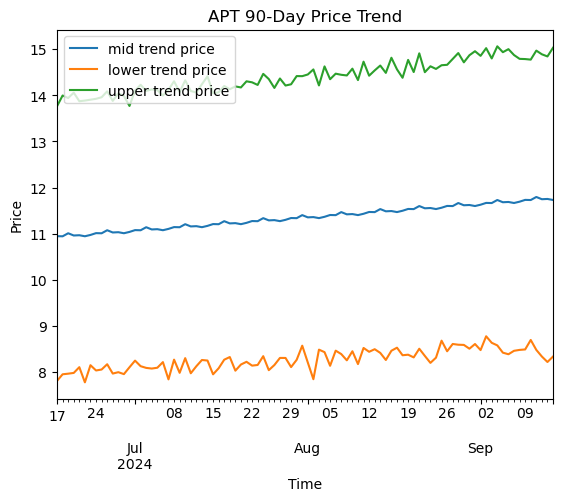 APT 90-Day Price Trend
mid trend price
lower trend price
upper trend price
Price
15
14
13
12
11
10
9
8
17 24 08 15 22 29 05 12 19 26 02 09
Jul Aug Sep
2024
Time